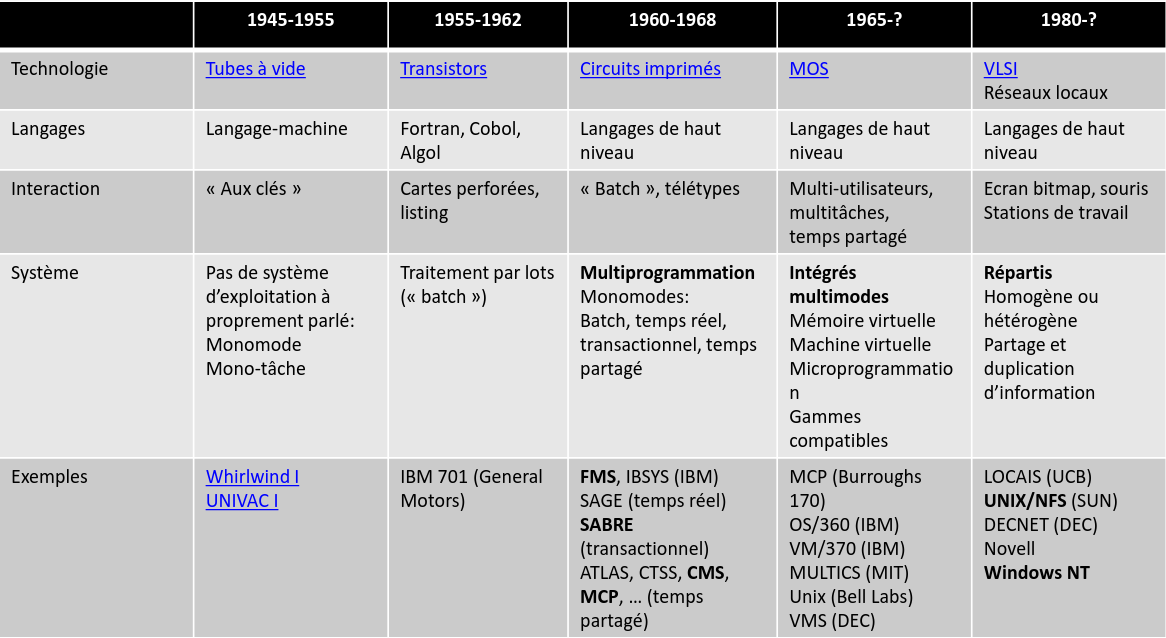 1945-1955
1955-1962
1960-1968
1965-?
1980-?
Technologie
Tubes à vide
Transistors
Circuits imprimés
MOS
VLSI
Réseaux locaux
Langages
Langage-machine
Fortran, Cobol,
Algol
Langages de haut
niveau
Langages de haut
niveau
Langages de haut
niveau
Interaction
« Aux clés »
Cartes perforées,
listing
« Batch », télétypes
Multi-utilisateurs,
multitâches,
temps partagé
Ecran bitmap, souris
Stations de travail
Système
Pas de système
d’exploitation à
proprement parlé:
Monomode
Mono-tâche
Traitement par lots
(« batch »)
Multiprogrammation
Monomodes:
Batch, temps réel,
transactionnel, temps
partagé
Intégrés
multimodes
Mémoire virtuelle
Machine virtuelle
Microprogrammatio
n
Gammes
compatibles
Répartis
Homogène ou
hétérogène
Partage et
duplication
d’information
Exemples
Whirlwind I
UNIVAC I
IBM 701 (General
Motors)
FMS, IBSYS (IBM)
SAGE (temps réel)
SABRE
(transactionnel)
ATLAS, CTSS, CMS,
MCP, … (temps
partagé)
MCP (Burroughs
170)
OS/360 (IBM)
VM/370 (IBM)
MULTICS (MIT)
Unix (Bell Labs)
VMS (DEC)
LOCAIS (UCB)
UNIX/NFS (SUN)
DECNET (DEC)
Novell
Windows NT